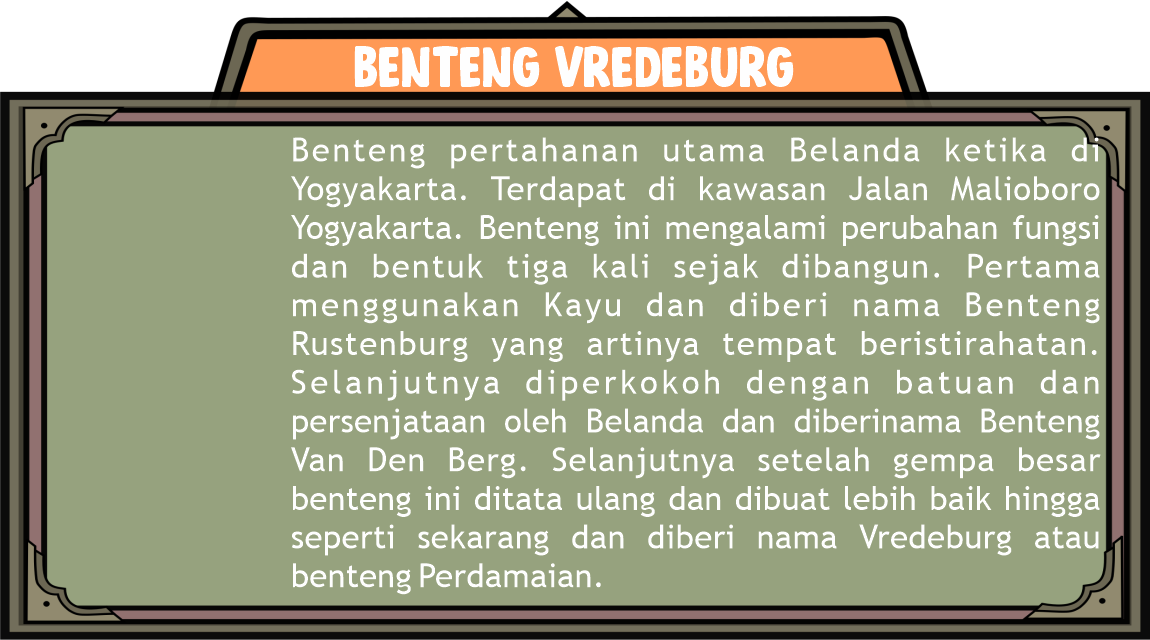 BENTENG VREDEBURG
Benteng pertahanan utama Belanda ketika di
Yogyakarta. Terdapat di kawasan Jalan Malioboro
Yogyakarta. Benteng ini mengalami perubahan fungsi
dan bentuk tiga kali sejak dibangun. Pertama
menggunakan Kayu dan diberi nama Benteng
Rustenburg yang artinya tempat beristirahatan.
Selanjutnya diperkokoh dengan batuan dan
persenjataan oleh Belanda dan diberinama Benteng
Van Den Berg. Selanjutnya setelah gempa besar
benteng ini ditata ulang dan dibuat lebih baik hingga
seperti sekarang dan diberi nama Vredeburg atau
benteng Perdamaian.